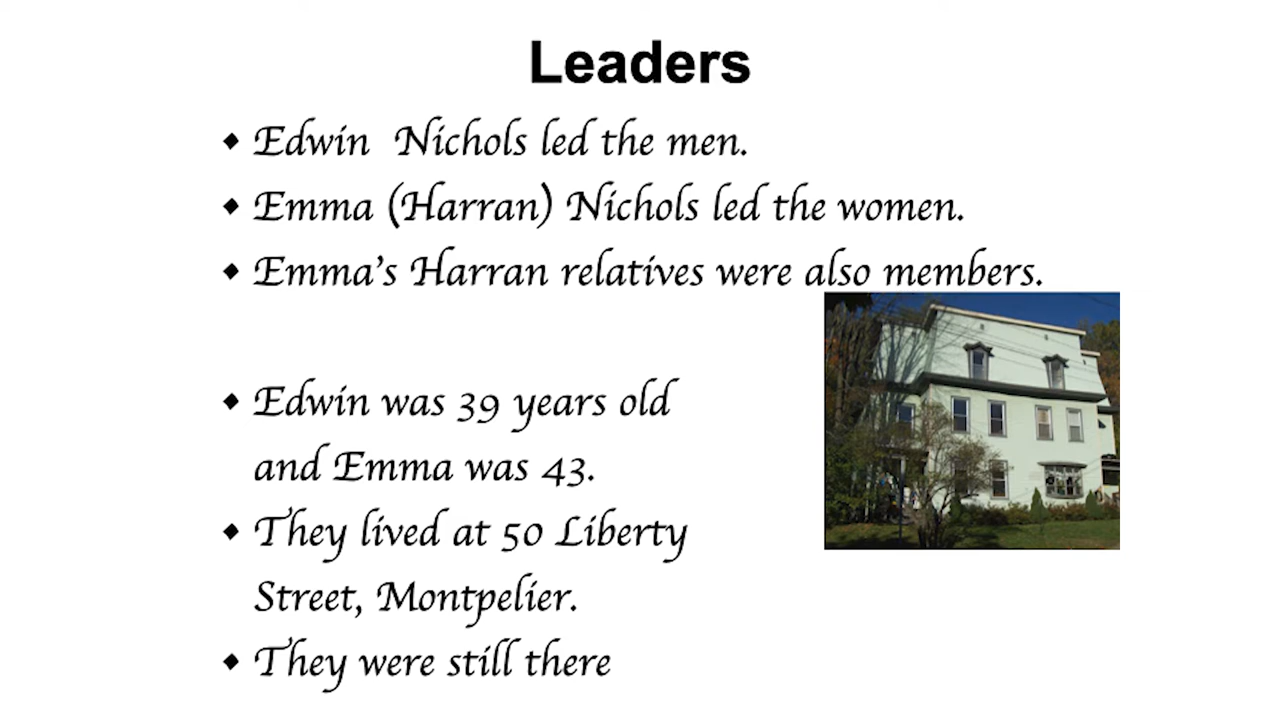 Leaders
• Edwin Nichols led the men.
• Emma (Harran) Nichols led the women.
• Emma's Harran relatives were also members.
• Edwin was 39 years old
and Emma was 43.
• They lived at 50 Liberty
Street, Montpelier.
• They were still there